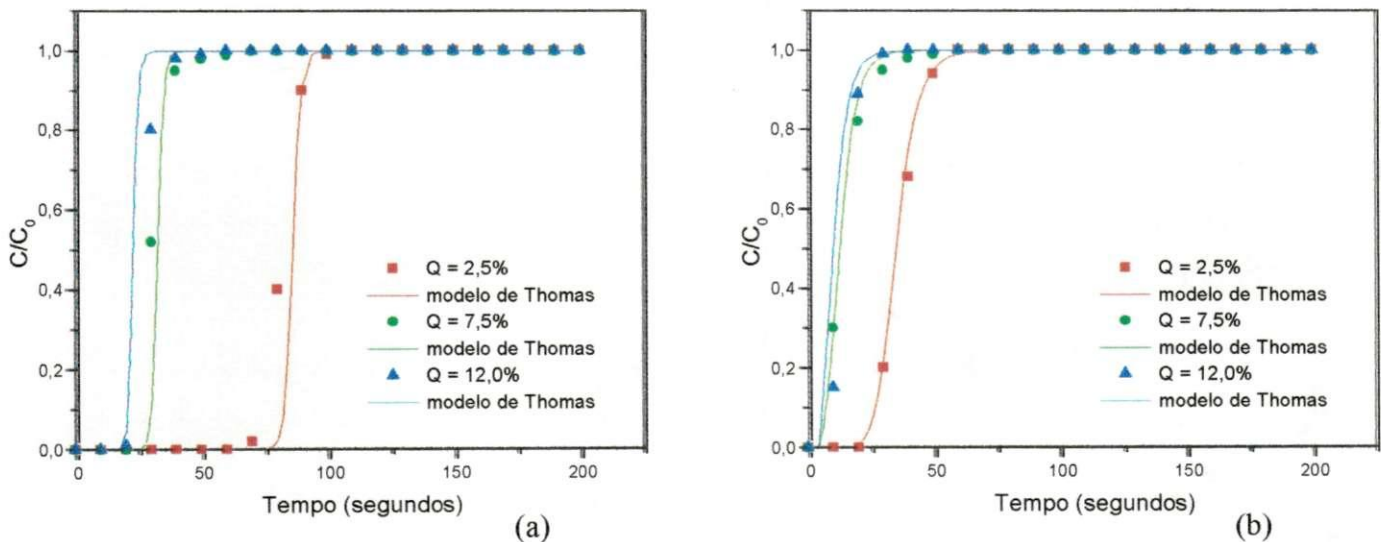 1,0
0,8
0,6
0,4
0,2
0,0
C/C0
Q = 2,5%
modelo de Thomas
Q = 7,5%
modelo de Thomas
Q = 12,0%
modelo de Thomas
0 50 100 150 200
Tempo (segundos)
(a)
1,0
0,8
0,6
0,4
0,2
0,0
C/C0
Q = 2,5%
modelo de Thomas
Q = 7,5%
modelo de Thomas
Q = 12,0%
modelo de Thomas
0 50 100 150 200
Tempo (segundos)
(b)